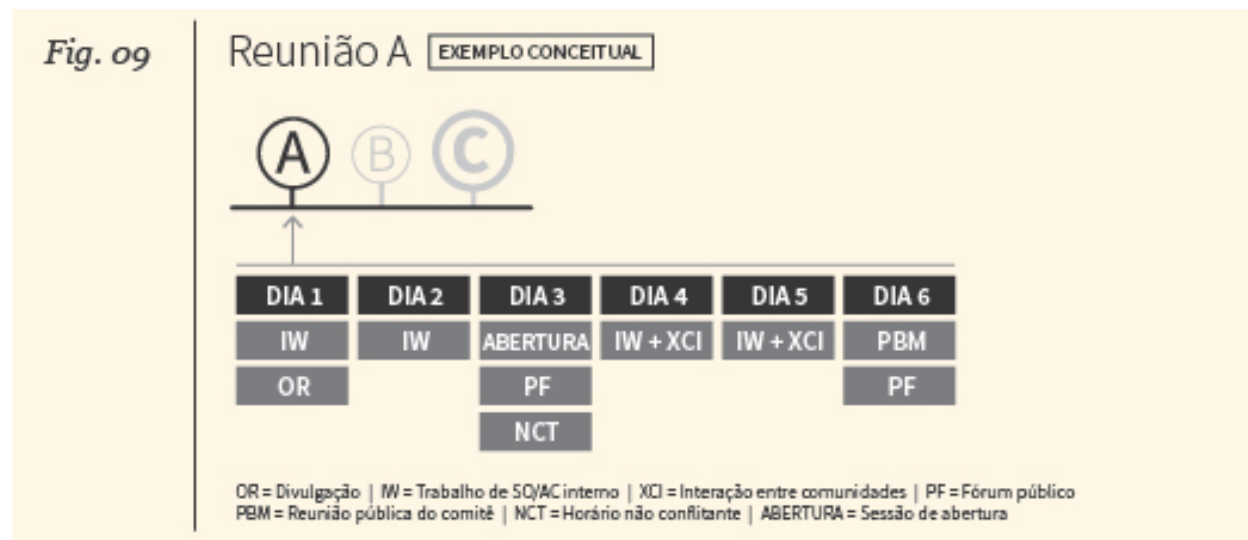 Fig. 09
Reunião A EXEMPLO CONCEITUAL
A B C
DIA 1 DIA 2 DIA 3 DIA 4 DIA 5 DIA 6
IW IW ABERTURA IW + XCI IW + XCI PBM
OR PF PF
NCT
OR = Divulgação | IW = Trabalho de SO/AC interno | XCI = Interação entre comunidades | PF = Fórum público
PBM = Reunião pública do comitê | NCT = Horário não conflitante | ABERTURA = Sessão de abertura